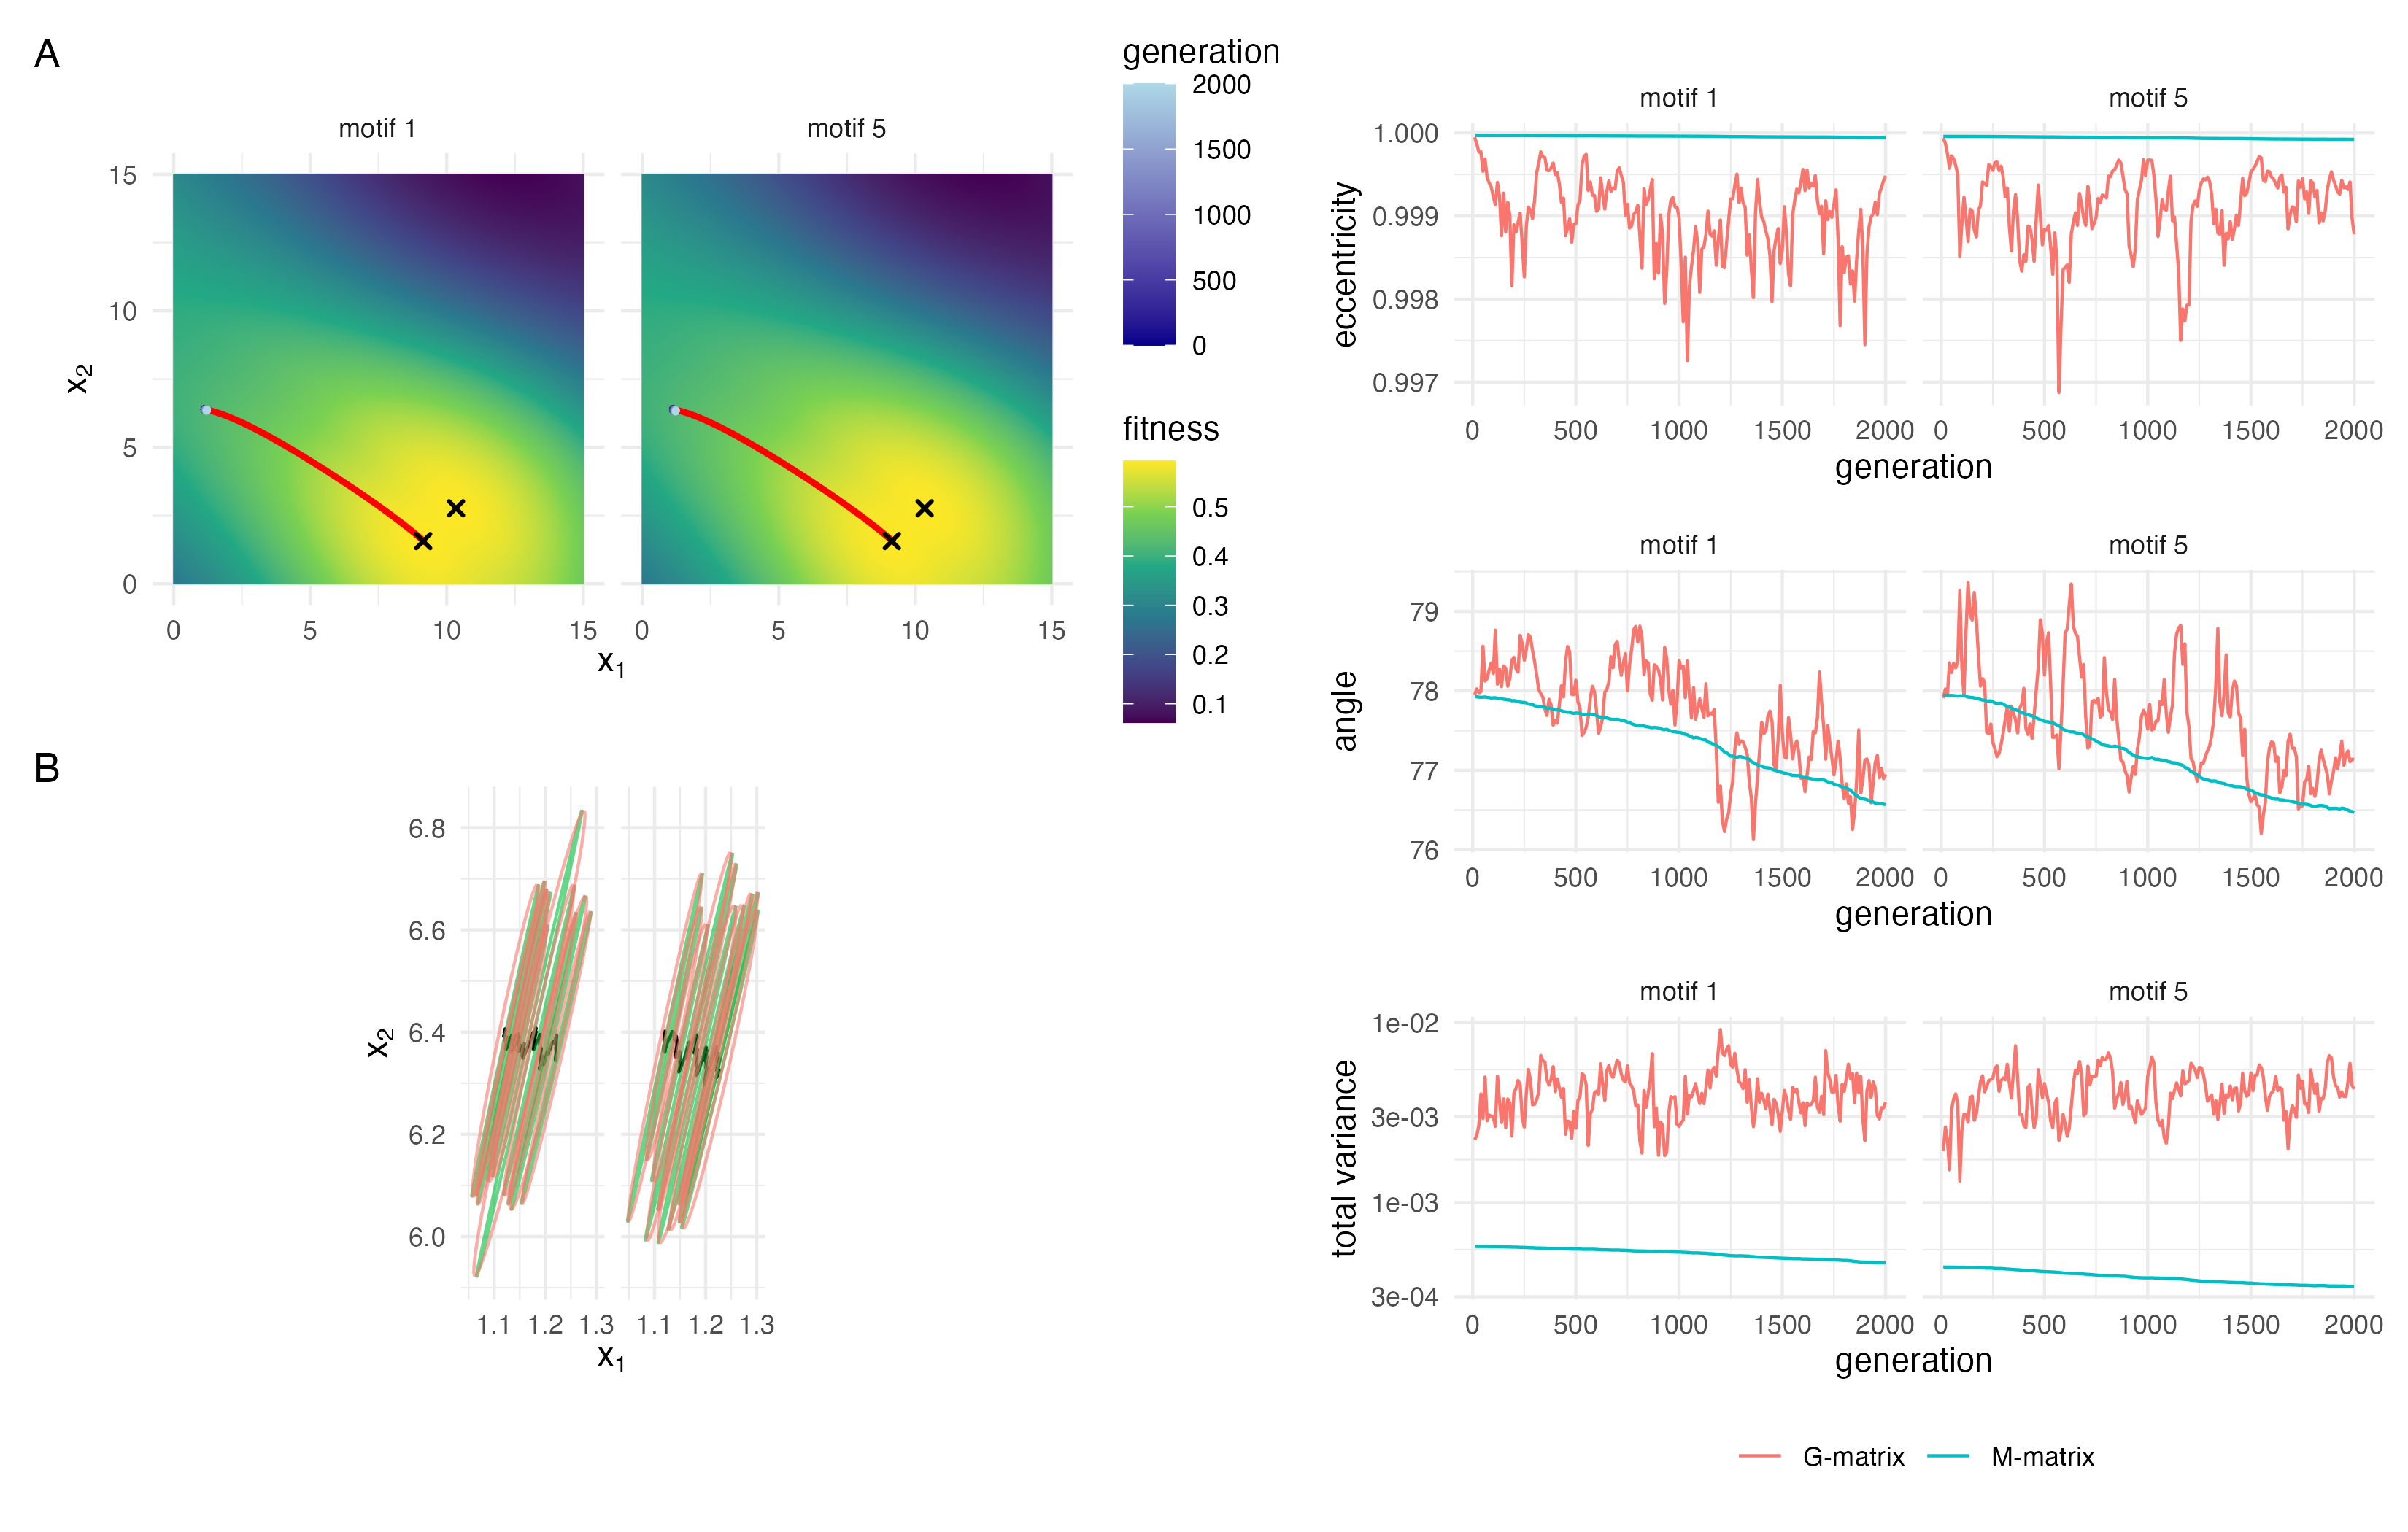 A
motif 1
motif 5
15
10
5
0
x2
0 5 10 15
0 5 10 15
x1
generation
2000
1500
1000
500
0
fitness
0.5
0.4
0.3
0.2
0.1
B
6.8
6.6
6.4
6.2
6.0
x2
1.1 1.2 1.3
1.1 1.2 1.3
x1
motif 1
motif 5
1.000
0.999
0.998
0.997
eccentricity
0 500 1000 1500 2000
0 500 1000 1500 2000
generation
motif 1
motif 5
79
78
77
76
angle
0 500 1000 1500 2000
0 500 1000 1500 2000
generation
motif 1
motif 5
1e-02
3e-03
1e-03
3e-04
total variance
0 500 1000 1500 2000
0 500 1000 1500 2000
generation
G-matrix M-matrix